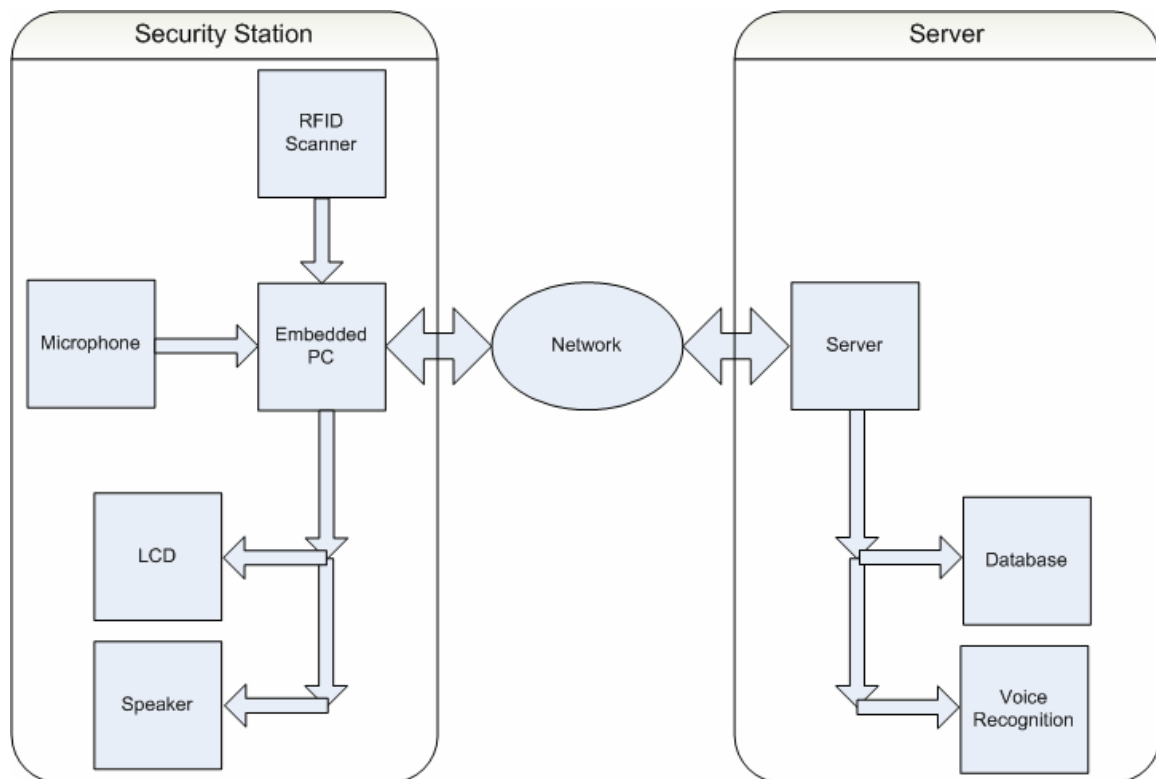 Security Station
Server
RFID
Scanner
Microphone
Embedded
PC
Network
Server
LCD
Database
Speaker
Voice
Recognition